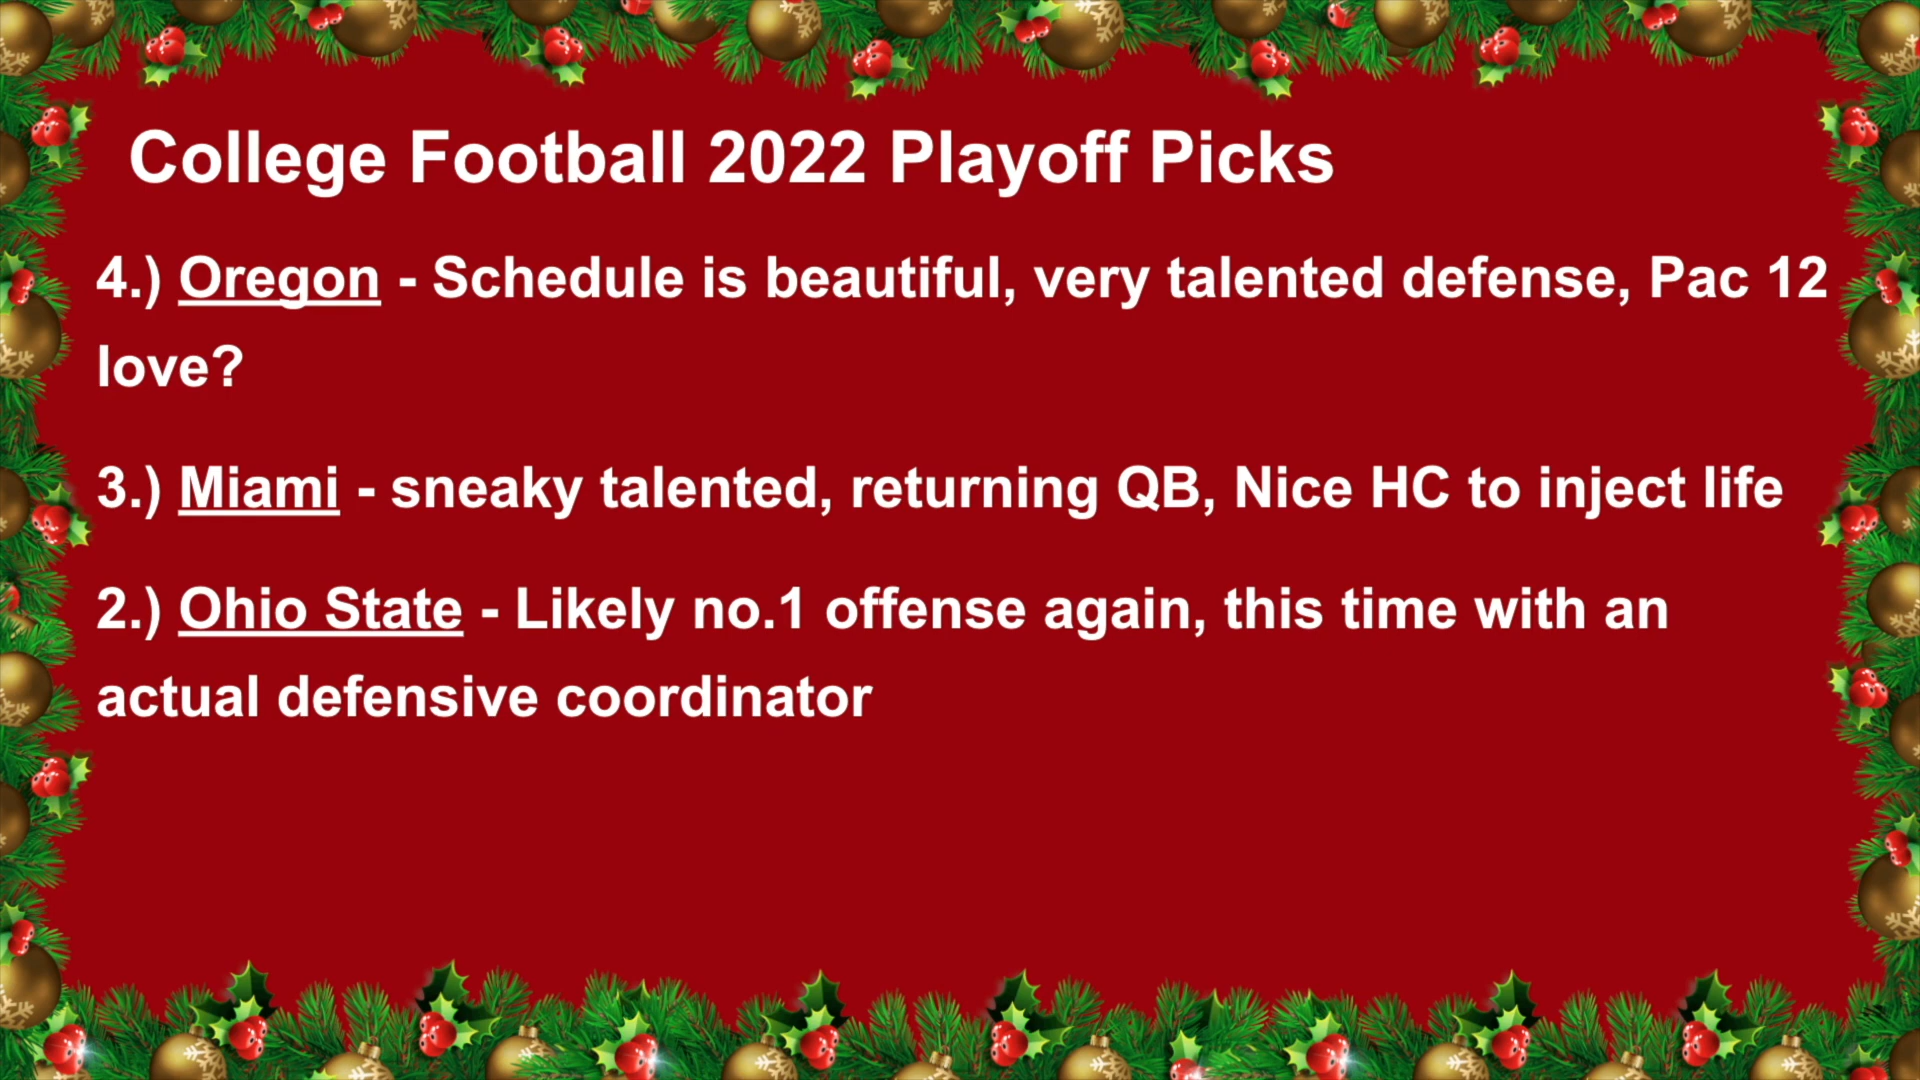 College Football 2022 Playoff Picks
4.) Oregon - Schedule is beautiful, very talented defense, Pac 12
love?
3.) Miami - sneaky talented, returning QB, Nice HC to inject life
2.) Ohio State - Likely no.1 offense again, this time with an
actual defensive coordinator